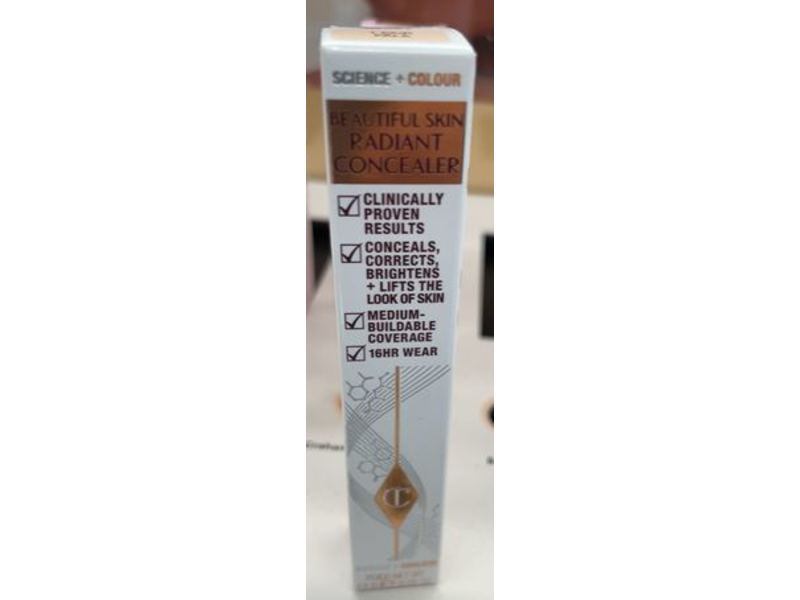 SCIENCE + COLOUR
BEAUTIFUL SKIN
RADIANT
CONCEALER
CLINICALLY
PROVEN
RESULTS
CONCEALS,
CORRECTS,
BRIGHTENS
+ LIFTS THE
LOOK OF SKIN
MEDIUM-
BUILDABLE
COVERAGE
16HR WEAR
CT